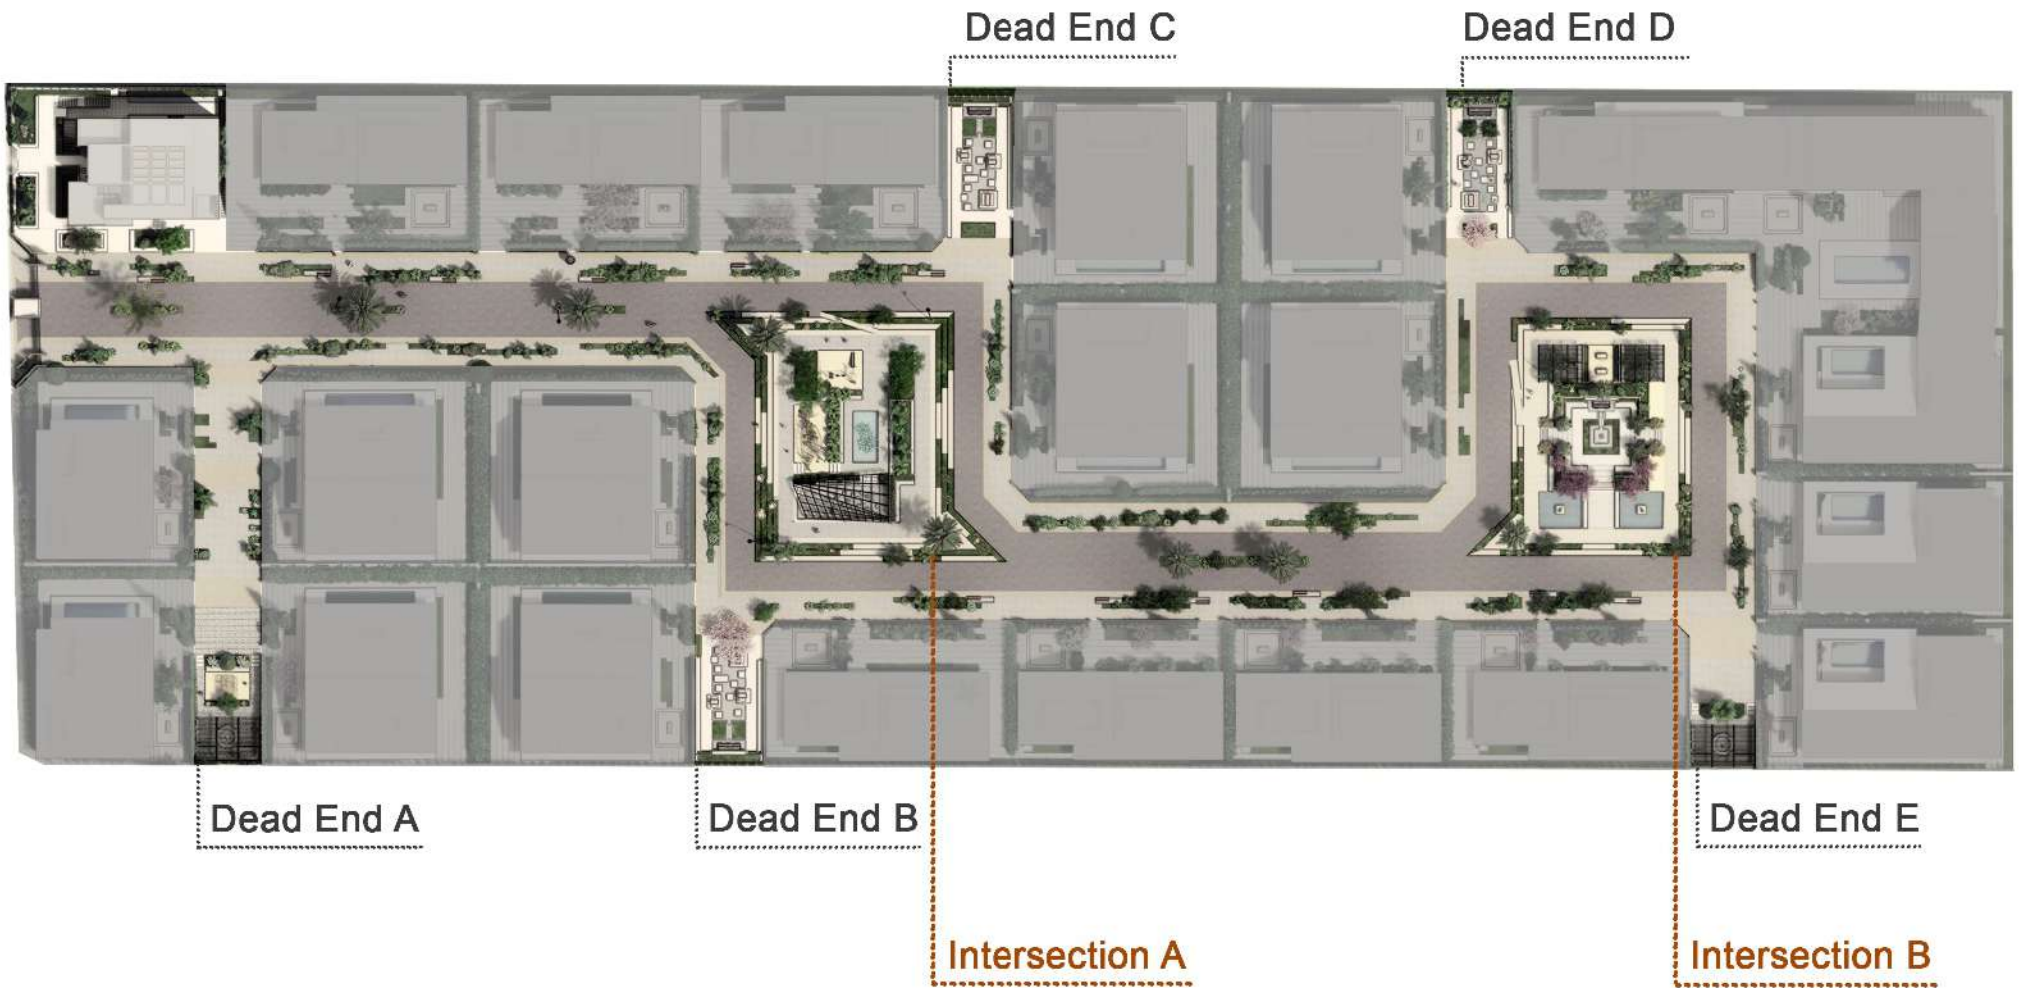 Dead End C
Dead End D
Dead End A
Dead End B
Dead End E
Intersection A
Intersection B